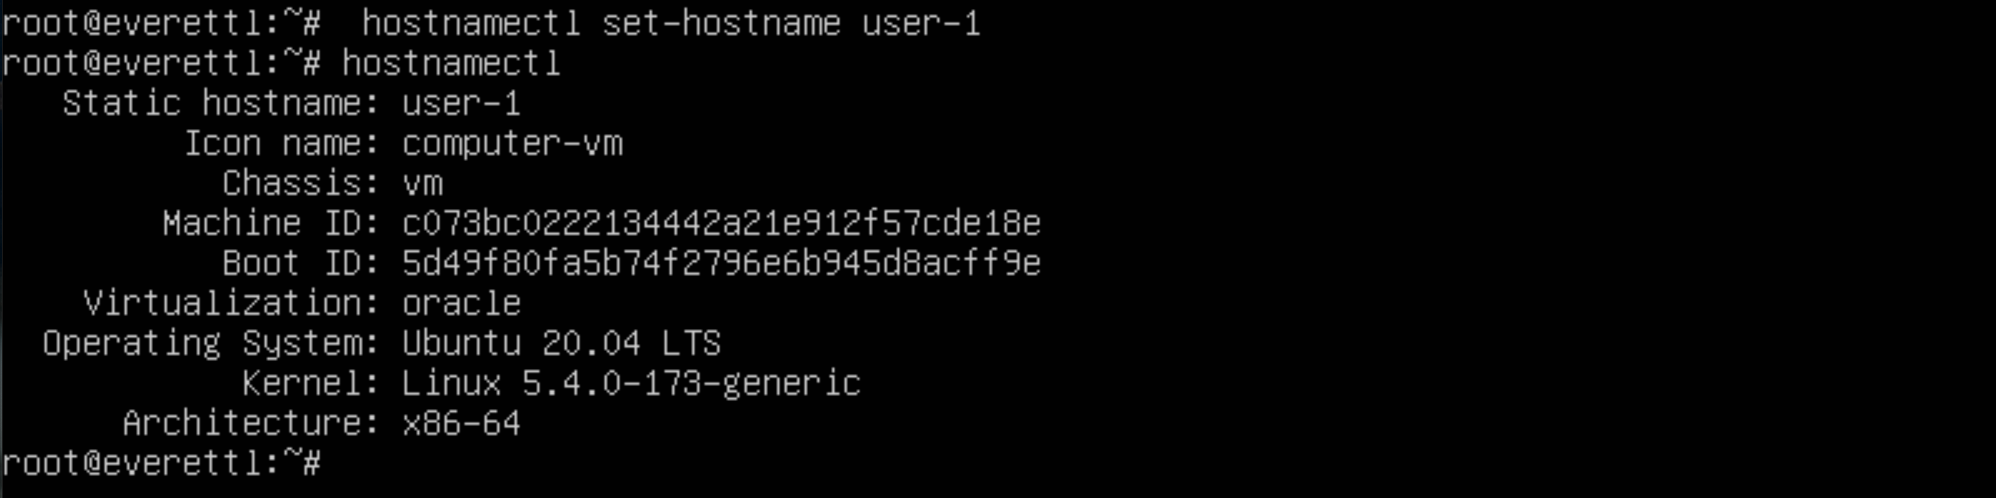 root@everettl:~#  hostnamectl set-hostname user-1
root@everettl:~# hostnamectl
   Static hostname: user-1
         Icon name: computer-vm
           Chassis: vm
        Machine ID: c073bc0222134442a21e912f57cde18e
           Boot ID: 5d49f80fa5b74f2796e6b945d8acff9e
    Virtualization: oracle
  Operating System: Ubuntu 20.04 LTS
            Kernel: Linux 5.4.0-173-generic
      Architecture: x86-64
root@everettl:~#